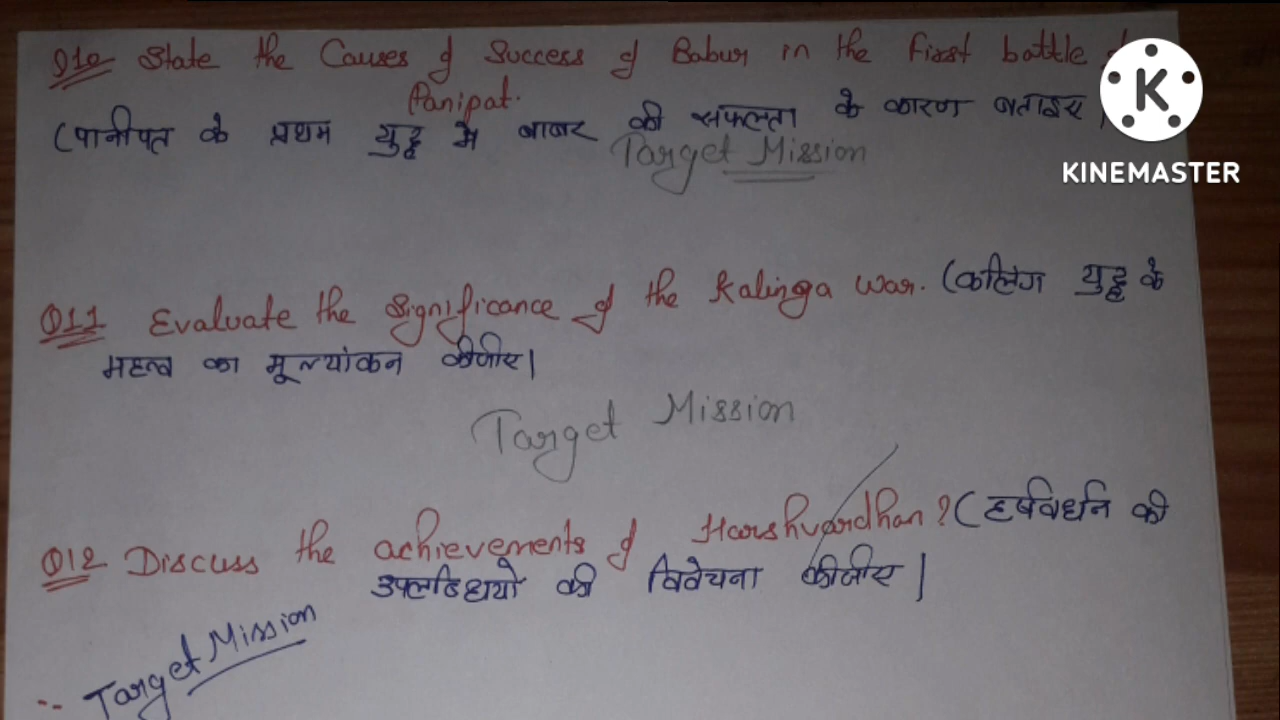 Q10 State the Causes of Success of Babur in the First battle of
Panipat.
(पानीपत के प्रथम युद्ध में बाबर की सफलता के कारण बताइए।
Target Mission
K
KINEMASTER
Q11 Evaluate the Significance of the Kalinga war. (कलिंग युद्ध के
महत्व का मूल्यांकन कीजीए।
Target Mission
Q12 Discuss the achievements of Harshvardhan? (हर्षवर्धन की
उपलब्धियो की विवेचना कीजीए।
Target Mission